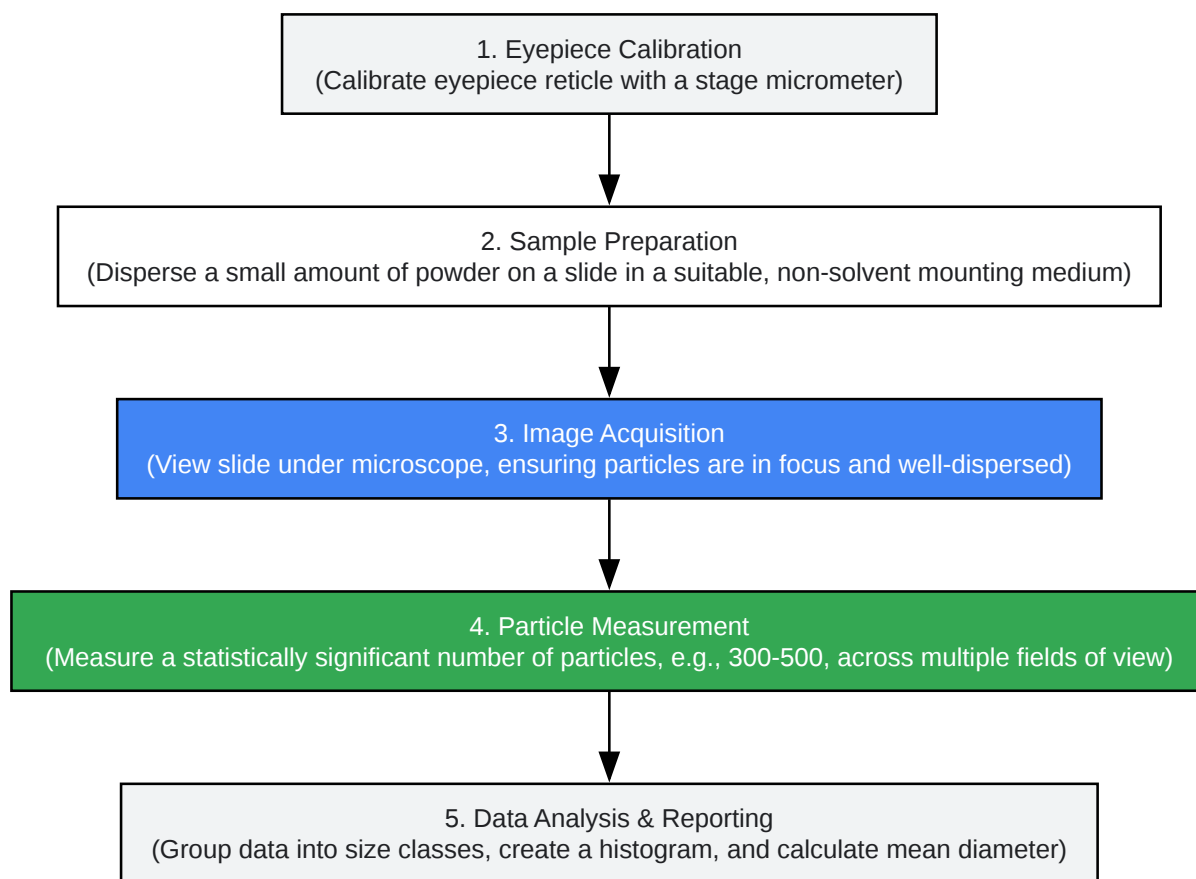 1. Eyepiece Calibration
(Calibrate eyepiece reticle with a stage micrometer)
2. Sample Preparation
(Disperse a small amount of powder on a slide in a suitable, non-solvent mounting medium)
3. Image Acquisition
(View slide under microscope, ensuring particles are in focus and well-dispersed)
4. Particle Measurement
(Measure a statistically significant number of particles, e.g., 300-500, across multiple fields of view)
5. Data Analysis & Reporting
(Group data into size classes, create a histogram, and calculate mean diameter)